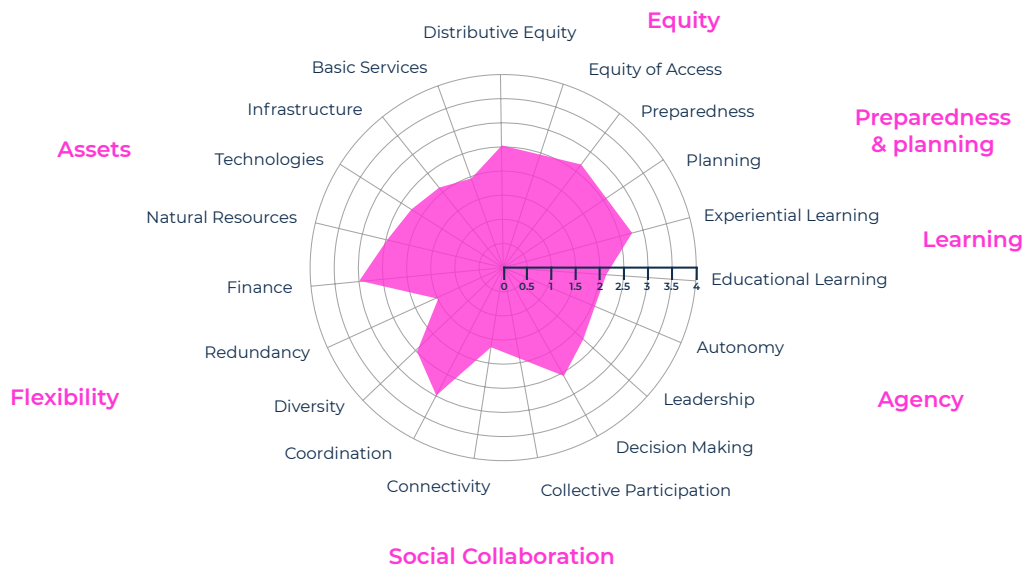 Equity
Distributive Equity
Basic Services
Equity of Access
Infrastructure
Preparedness
Preparedness
& planning
Assets
Technologies
Planning
Natural Resources
Experiential Learning
Learning
Finance
0 0.5 1 1.5 2 2.5 3 3.5 4
Educational Learning
Redundancy
Autonomy
Flexibility
Diversity
Leadership
Agency
Coordination
Decision Making
Connectivity
Collective Participation
Social Collaboration